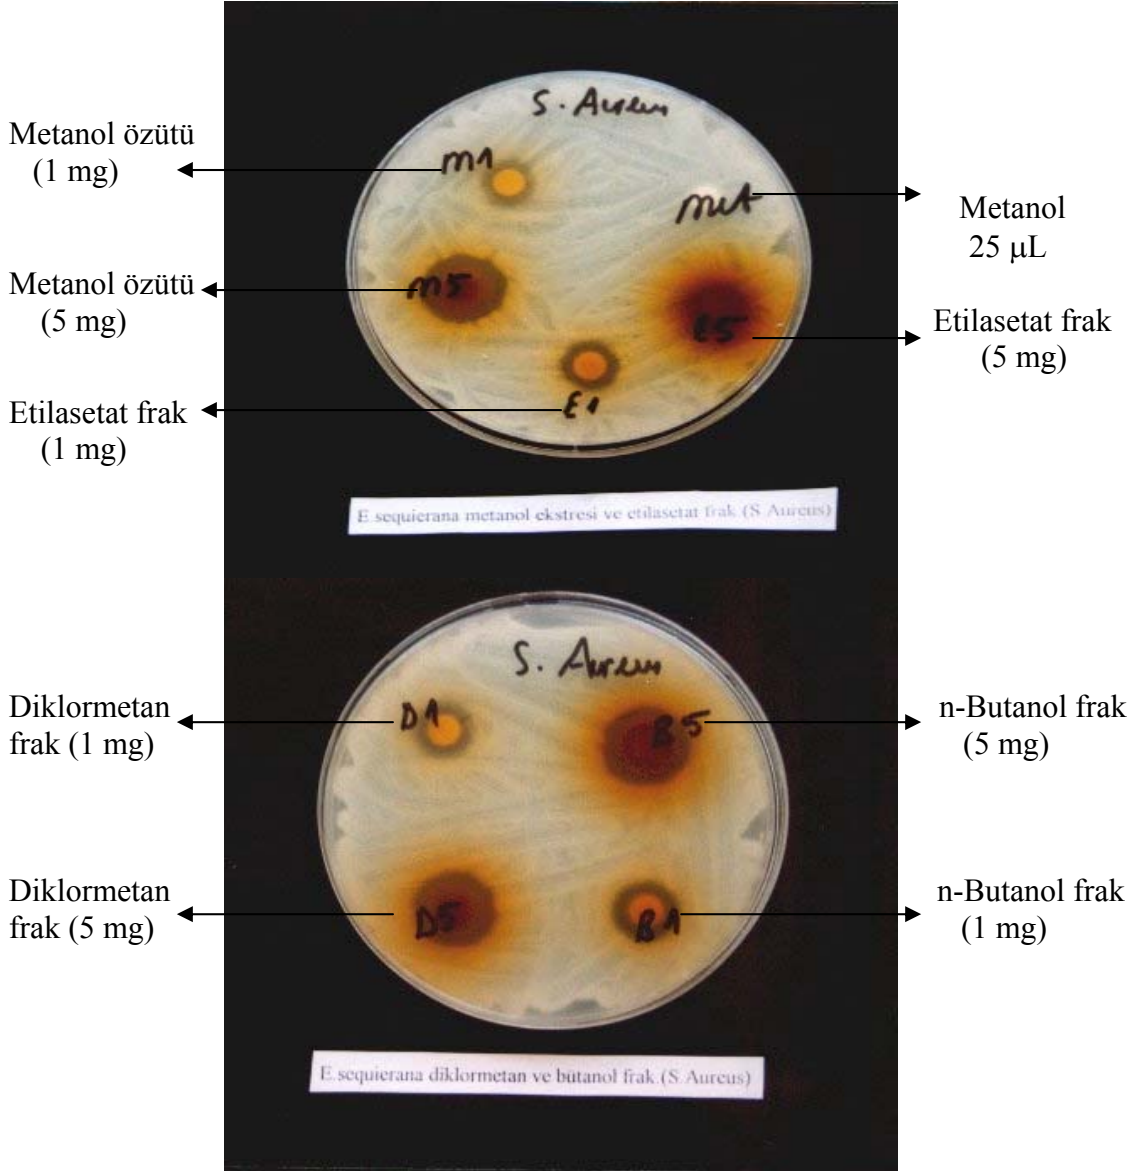 S. Aureus
Metanol özütü
(1 mg)
M1
Met
Metanol
25 µL
Metanol özütü
(5 mg)
M5
E5
Etilasetat frak
(5 mg)
Etilasetat frak
(1 mg)
E1
E.sequierana metanol ekstresi ve etilasetat frak.(S.Aureus)
S. Aureus
Diklormetan
frak (1 mg)
D1
B5
n-Butanol frak
(5 mg)
Diklormetan
frak (5 mg)
D5
B1
n-Butanol frak
(1 mg)
E.sequierana diklormetan ve butanol frak.(S.Aureus)